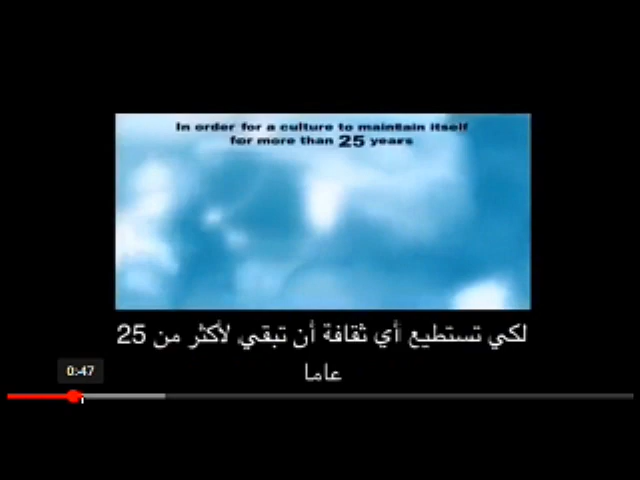 In order for a culture to maintain itself
for more than 25 years
لكي تستطيع أي ثقافة أن تبقي لأكثر من 25
عاما
0:47